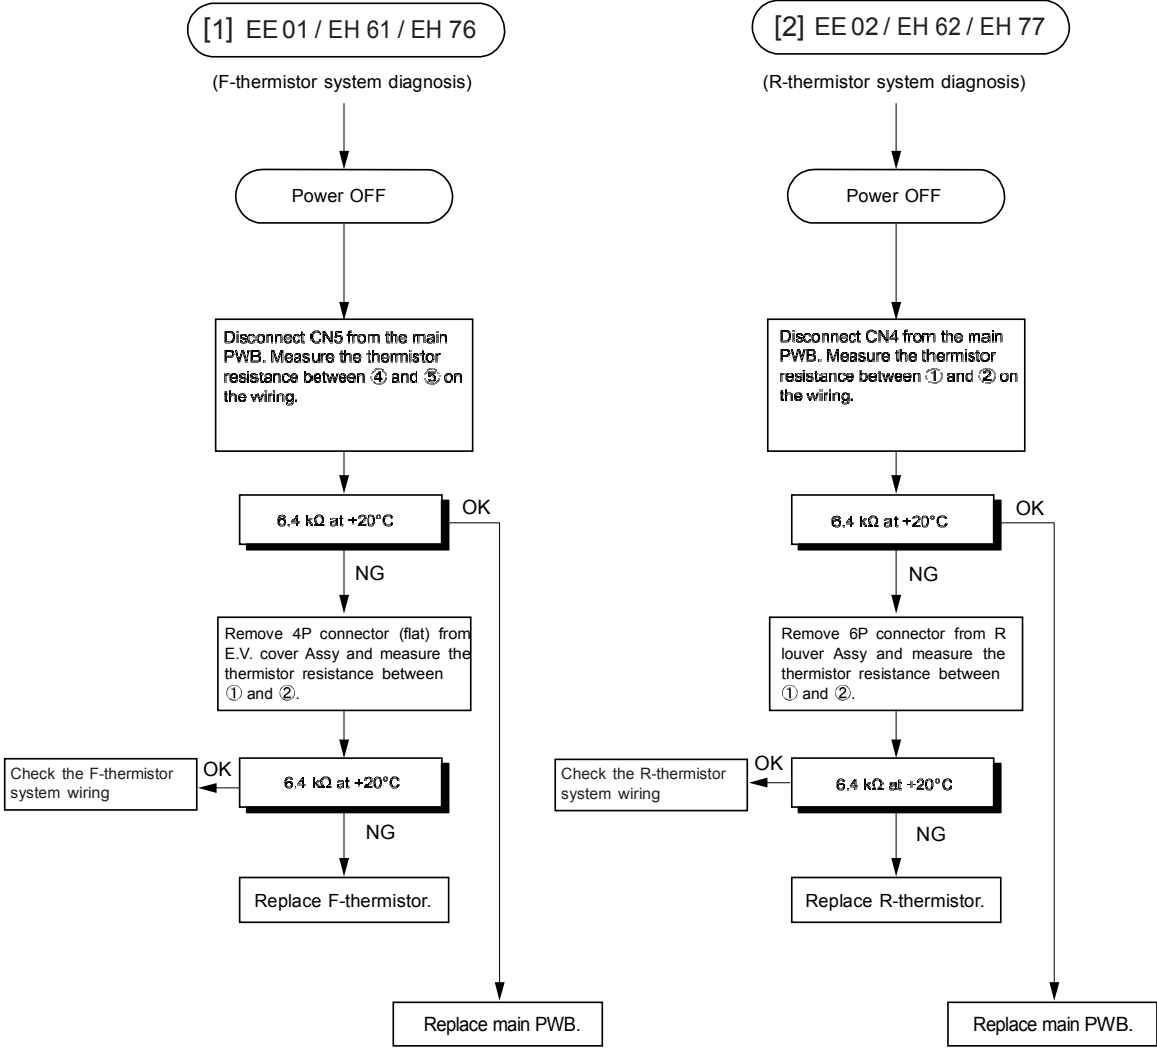 [1] EE 01 / EH 61 / EH 76
(F-thermistor system diagnosis)
Power OFF
Disconnect CN5 from the main
PWB. Measure the thermistor
resistance between ④ and ⑤ on
the wiring.
6.4 kΩ at +20°C
OK
NG
Remove 4P connector (flat) from
E.V. cover Assy and measure the
thermistor resistance between
① and ②.
Check the F-thermistor
system wiring
OK
6.4 kΩ at +20°C
NG
Replace F-thermistor.
Replace main PWB.
[2] EE 02 / EH 62 / EH 77
(R-thermistor system diagnosis)
Power OFF
Disconnect CN4 from the main
PWB. Measure the thermistor
resistance between ① and ② on
the wiring.
6.4 kΩ at +20°C
OK
NG
Remove 6P connector from R
louver Assy and measure the
thermistor resistance between
① and ②.
Check the R-thermistor
system wiring
OK
6.4 kΩ at +20°C
NG
Replace R-thermistor.
Replace main PWB.